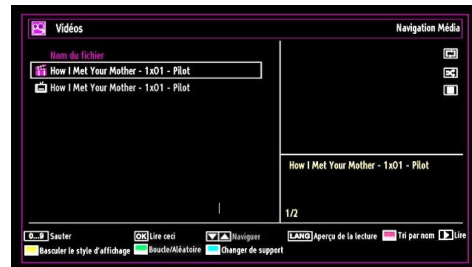 Vidéos
Navigation Média
Nom du fichier
How I Met Your Mother - 1x01 - Pilot
How I Met Your Mother - 1x01 - Pilot
How I Met Your Mother - 1x01 - Pilot
1/2
0...9 Sauter OK Lire ceci Naviguer LANG Aperçu de la lecture Tri par nom Lire
Basculer le style d'affichage Boucle/Aléatoire Changer de support